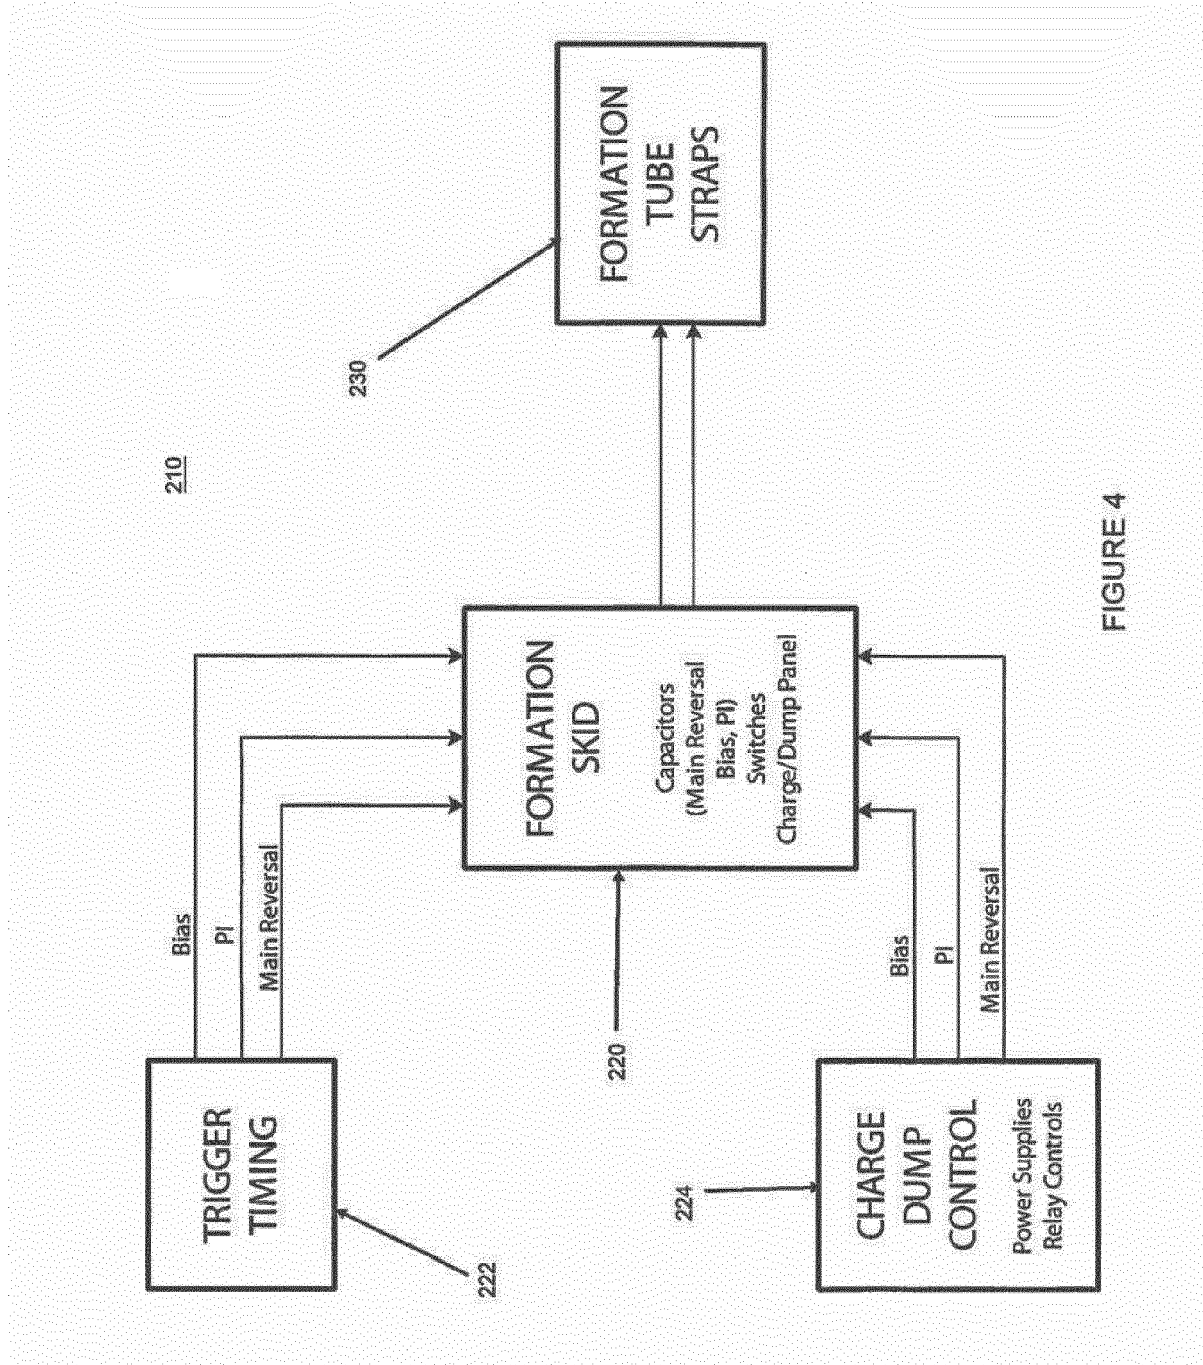 210
TRIGGER
TIMING
222
Bias
PI
Main Reversal
CHARGE
DUMP
CONTROL
Power Supplies
Relay Controls
224
Bias
PI
Main Reversal
220
FORMATION
SKID
Capacitors
(Main Reversal
Bias, PI)
Switches
Charge/Dump Panel
230
FORMATION
TUBE
STRAPS
FIGURE 4